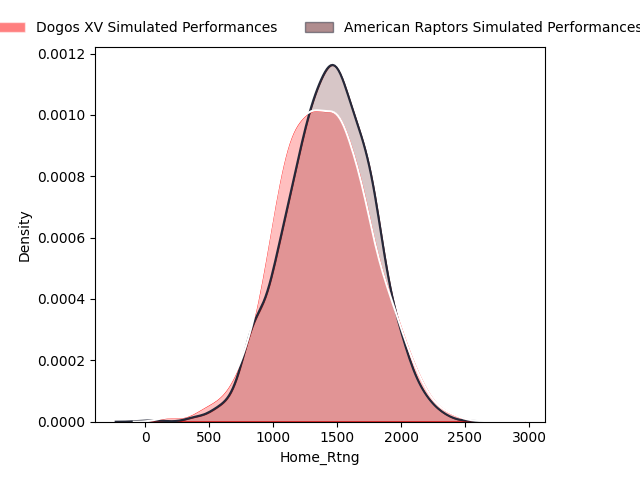 Dogos XV Simulated Performances American Raptors Simulated Performances
0.0012
0.0010
0.0008
0.0006
0.0004
0.0002
0.0000
Density
0 500 1000 1500 2000 2500 3000
Home_Rtng